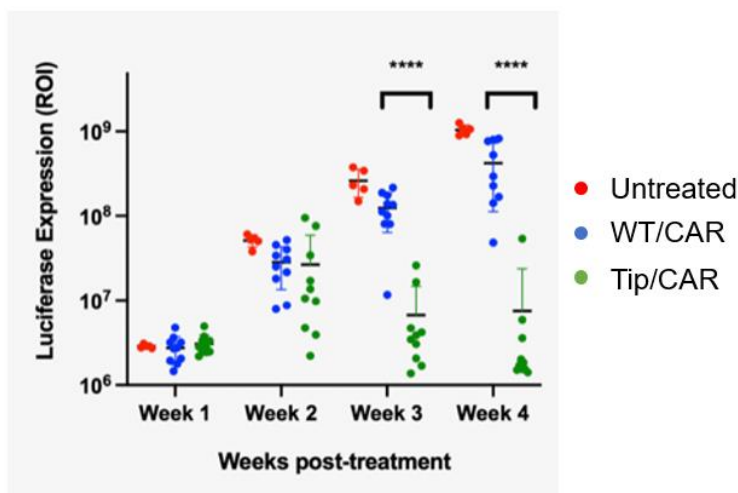 Luciferase Expression (ROI)
**** ****
10⁹
10⁸
10⁷
10⁶
Week 1 Week 2 Week 3 Week 4
Weeks post-treatment
Untreated
WT/CAR
Tip/CAR